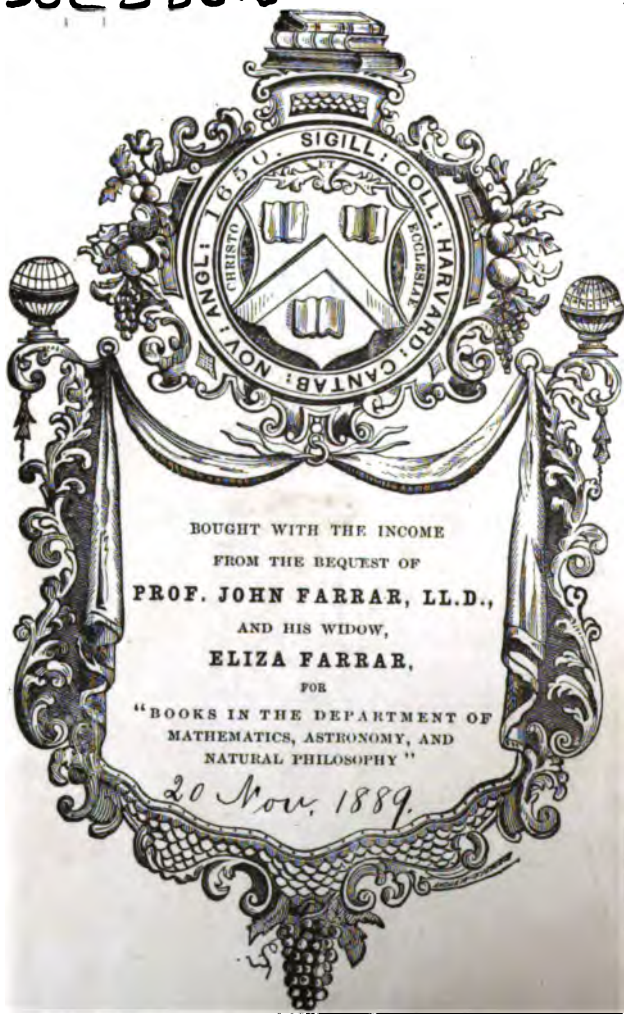 SIGILL: COLL: HARVARD: CANTAB: NOV: ANGL: 1650.
CHRISTO
ET
ECCLESIAE
BOUGHT WITH THE INCOME
FROM THE BEQUEST OF
PROF. JOHN FARRAR, LL.D.,
AND HIS WIDOW,
ELIZA FARRAR,
FOR
"BOOKS IN THE DEPARTMENT OF
MATHEMATICS, ASTRONOMY, AND
NATURAL PHILOSOPHY"
20 Nov. 1889.